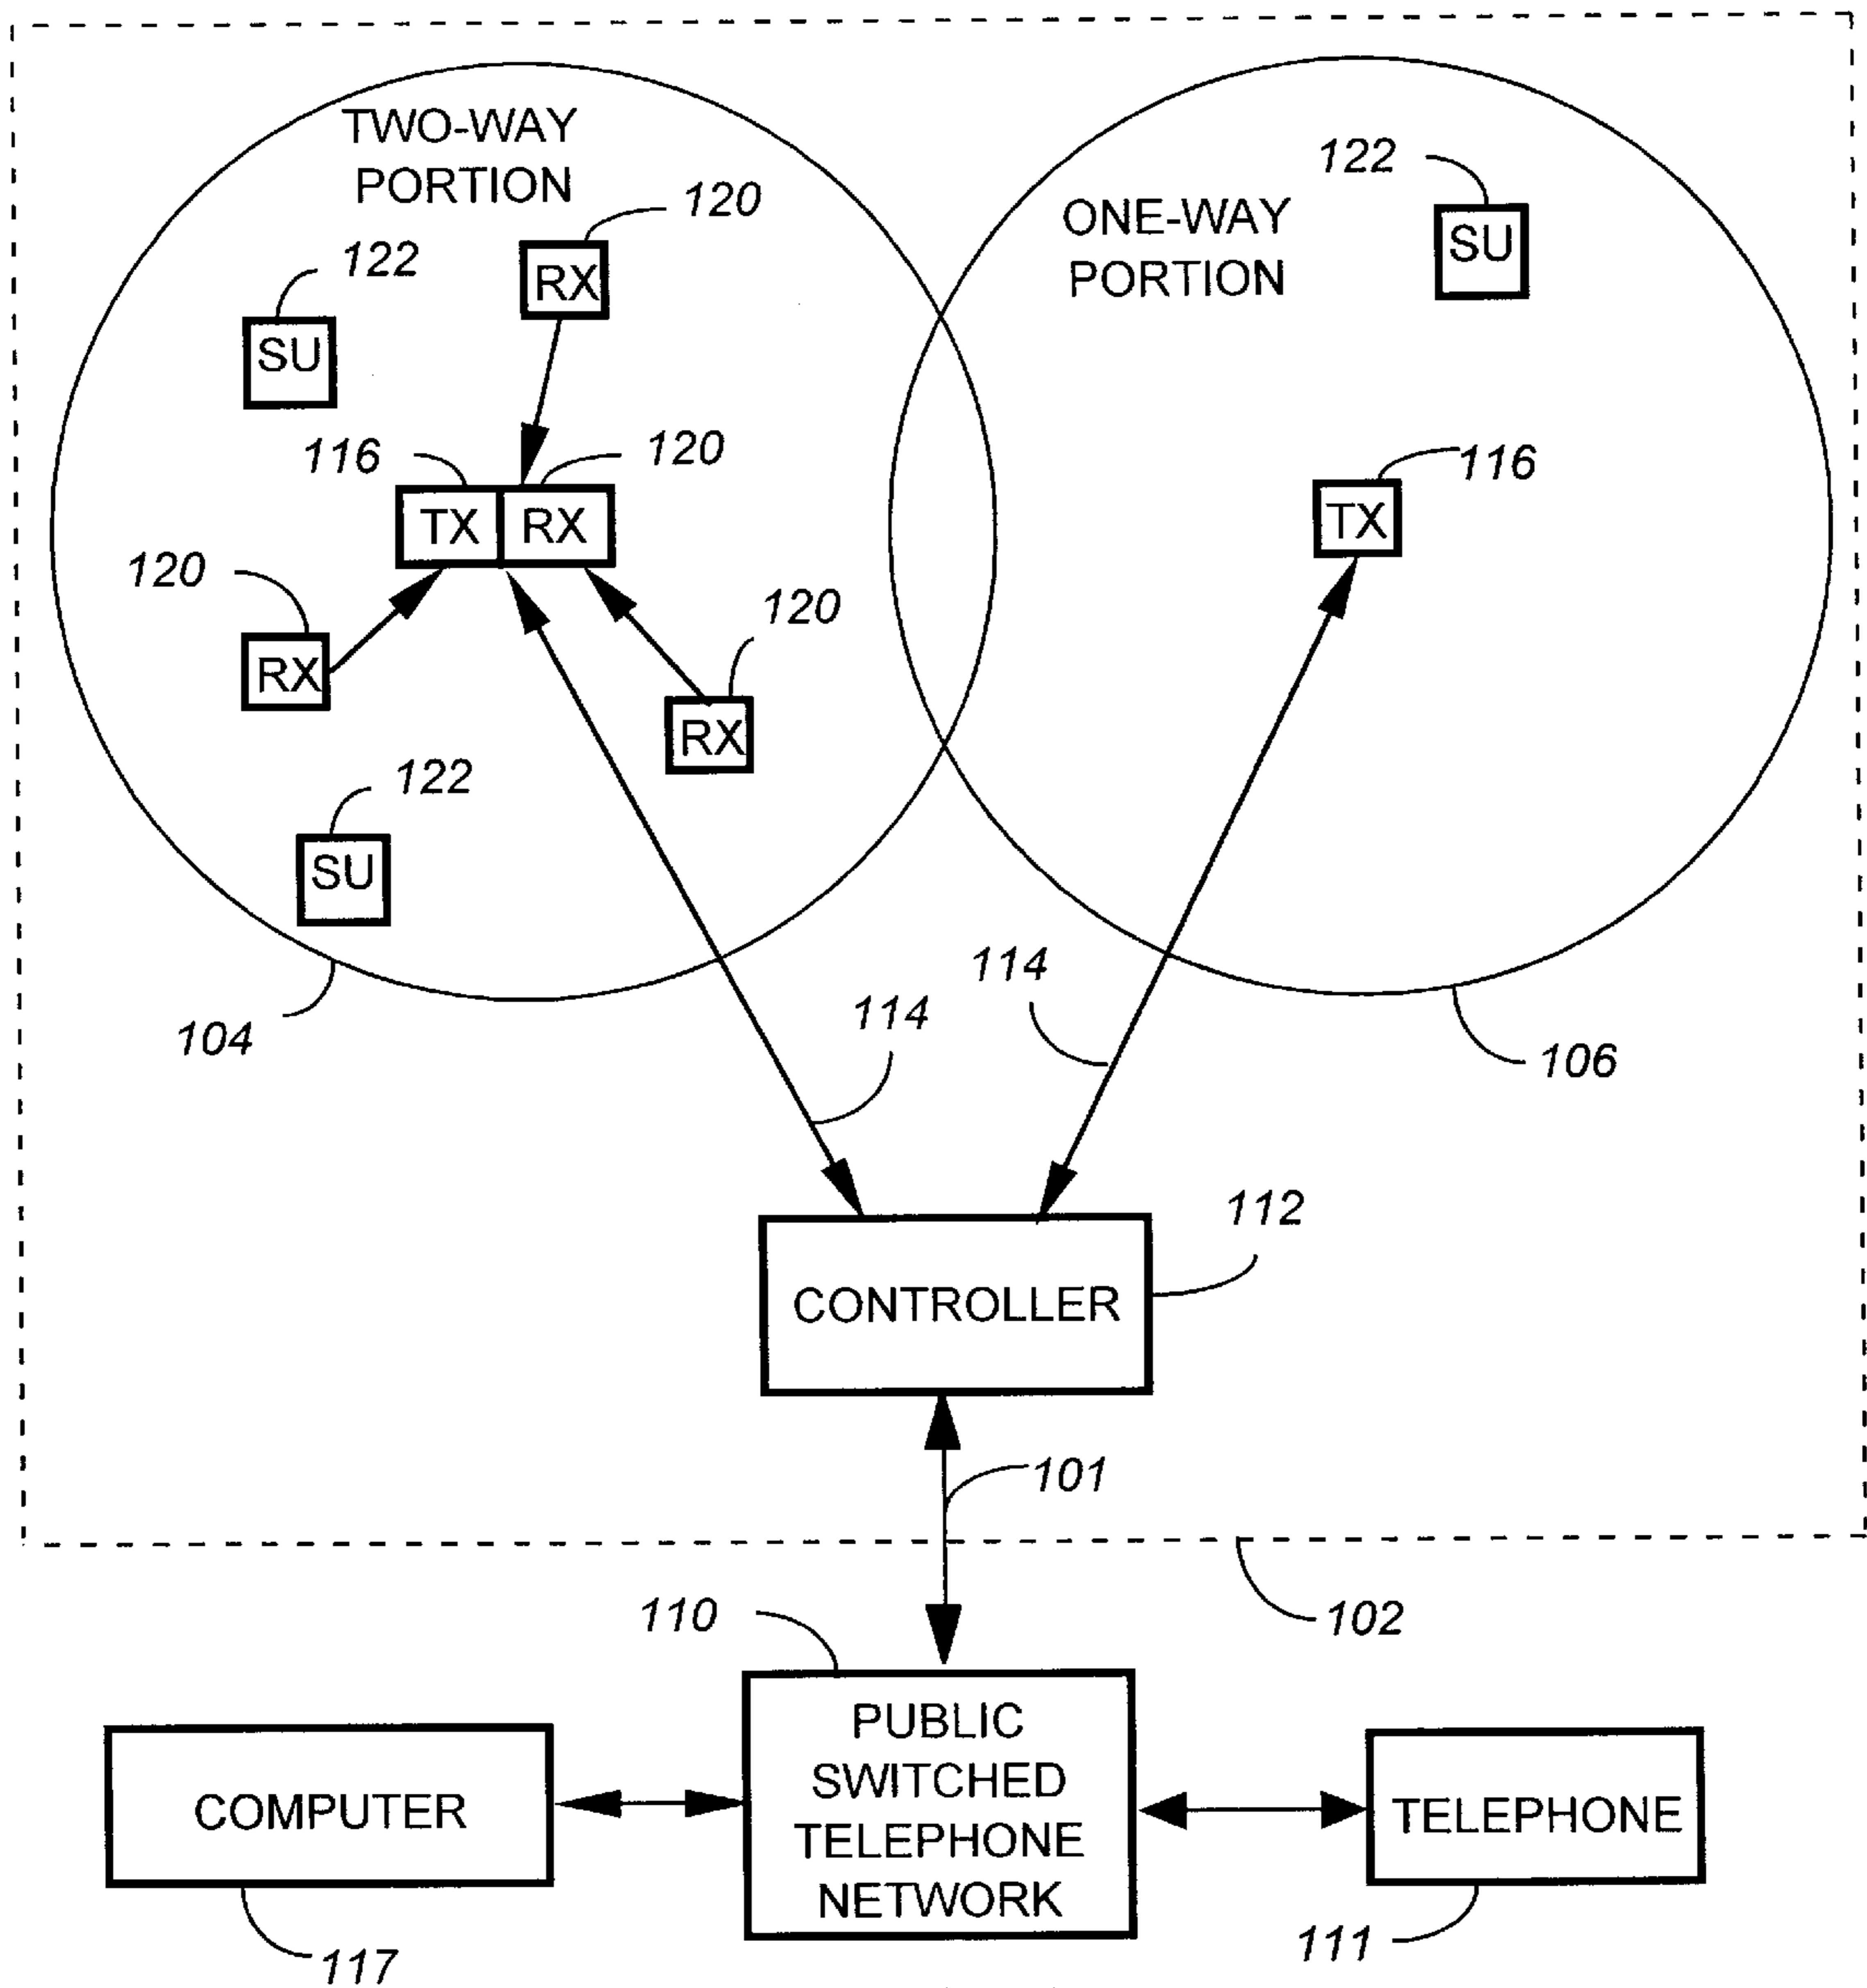 TWO-WAY
PORTION
120
122
RX
SU
116
120
TX
RX
120
120
RX
RX
122
SU
104
ONE-WAY
PORTION
122
SU
116
TX
114
114
106
112
CONTROLLER
101
102
110
PUBLIC
SWITCHED
TELEPHONE
NETWORK
COMPUTER
117
TELEPHONE
111